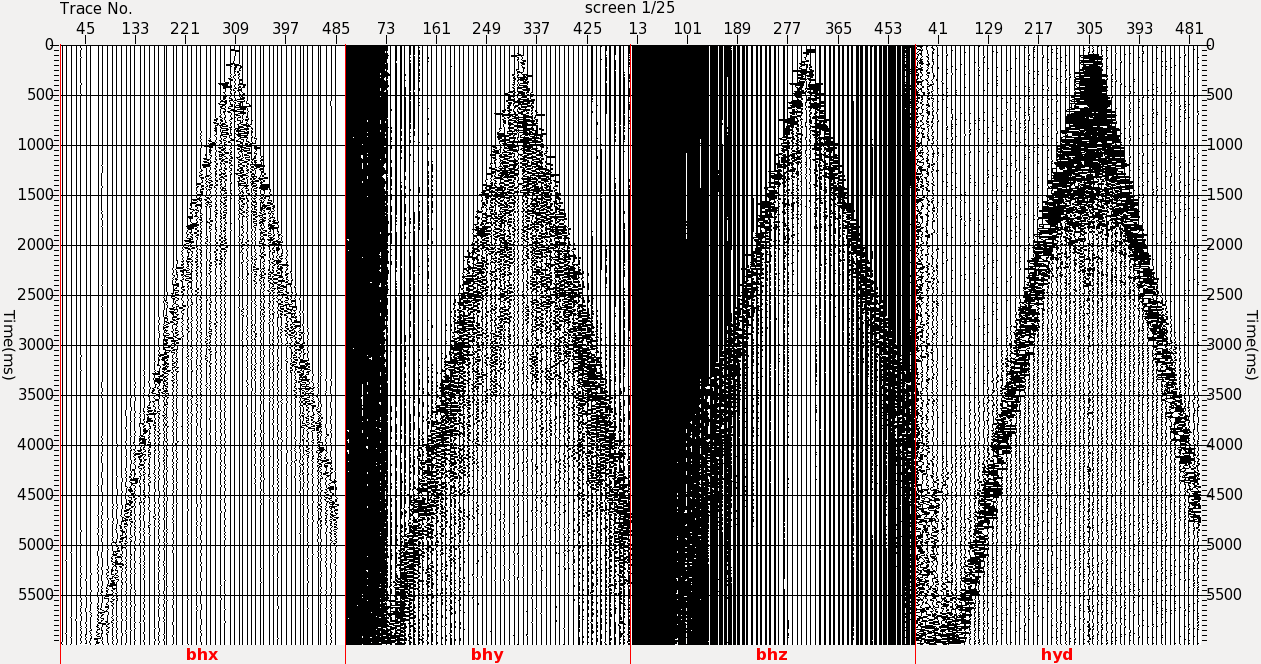 Trace No.
screen 1/25
45 133 221 309 397 485 73 161 249 337 425 13 13 101 189 277 365 453 41 129 217 305 393 481
0 0
500 500
1000 1000
1500 1500
2000 2000
2500 2500
Time(ms) Time(ms)
3000 3000
3500 3500
4000 4000
4500 4500
5000 5000
5500 5500
bhx bhy bhz hyd